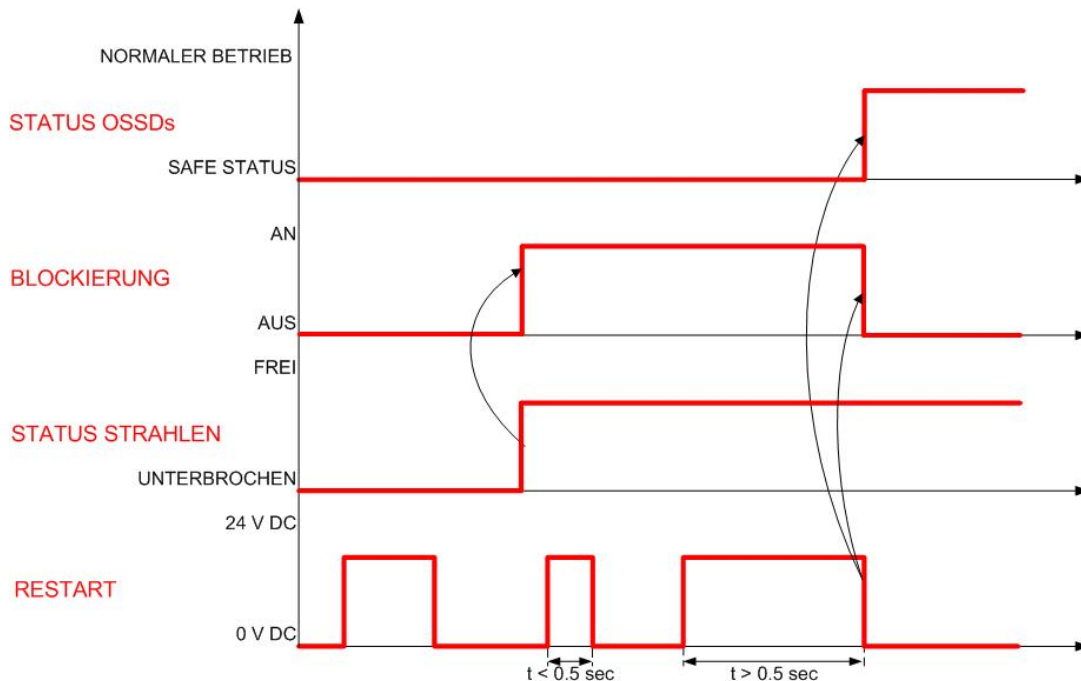 NORMALER BETRIEB
STATUS OSSDs
SAFE STATUS
AN
BLOCKIERUNG
AUS
FREI
STATUS STRAHLEN
UNTERBROCHEN
24 V DC
RESTART
0 V DC
t < 0.5 sec
t > 0.5 sec